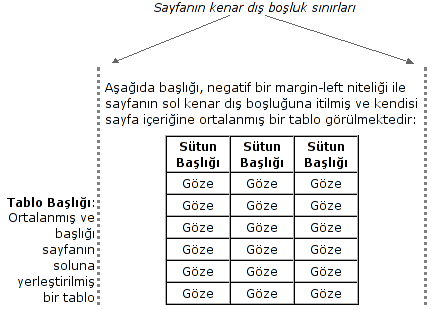 Sayfanın kenar dış boşluk sınırları
Aşağıda başlığı, negatif bir margin-left niteliği ile
sayfanın sol kenar dış boşluğuna itilmiş ve kendisi
sayfa içeriğine ortalanmış bir tablo görülmektedir:
Sütun Sütun Sütun
Başlığı Başlığı Başlığı
Göze Göze Göze
Göze Göze Göze
Göze Göze Göze
Göze Göze Göze
Göze Göze Göze
Göze Göze Göze
Tablo Başlığı:
Ortalanmış ve
başlığı
sayfanın
soluna
yerleştirilmiş
bir tablo